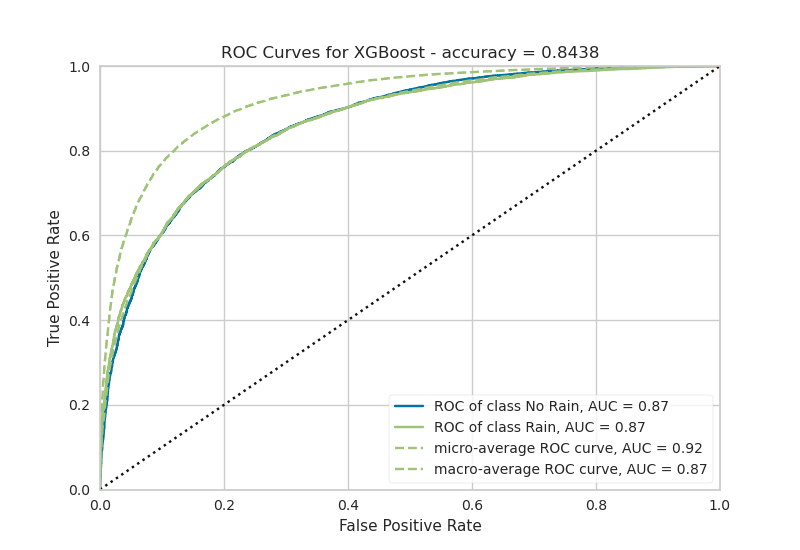 ROC Curves for XGBoost - accuracy = 0.8438
1.0
0.8
0.6
0.4
0.2
0.0
True Positive Rate
ROC of class No Rain, AUC = 0.87
ROC of class Rain, AUC = 0.87
micro-average ROC curve, AUC = 0.92
macro-average ROC curve, AUC = 0.87
0.0 0.2 0.4 0.6 0.8 1.0
False Positive Rate